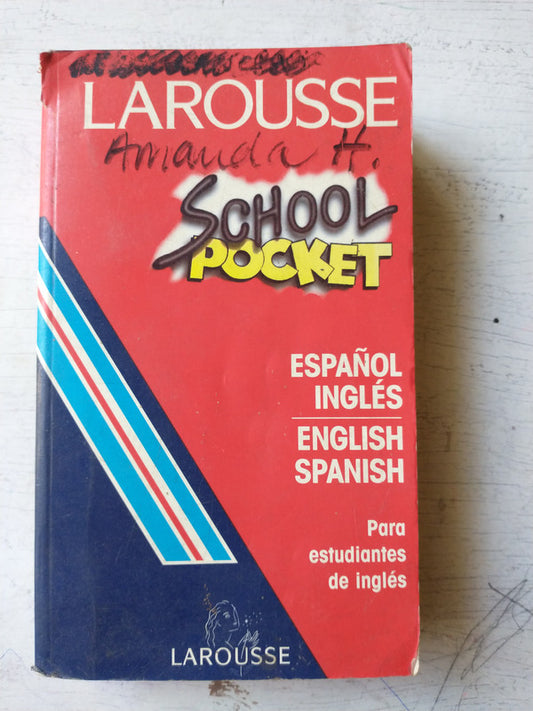 LAROUSSE
Amanda H.
SCHOOL
POCKET
ESPAÑOL
INGLÉS
ENGLISH
SPANISH
Para
estudiantes
de inglés
LAROUSSE